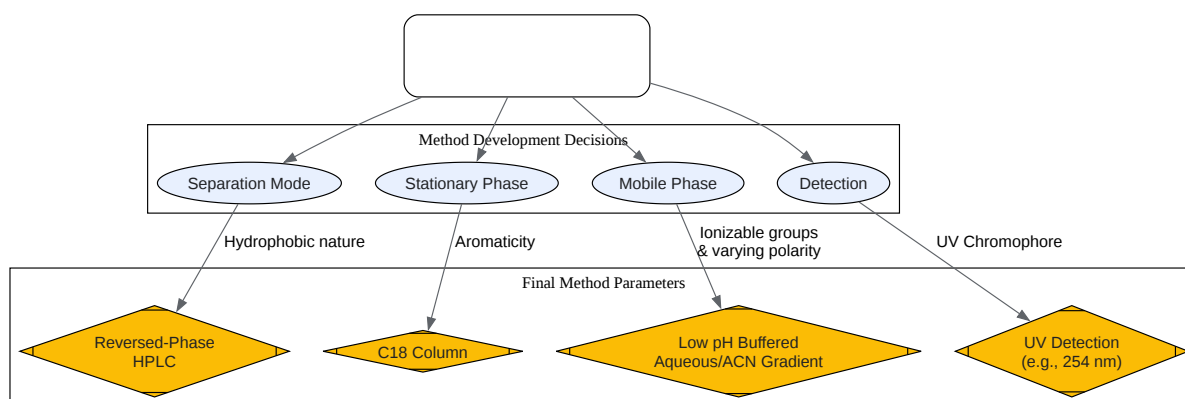 Method Development Decisions
Separation Mode
Stationary Phase
Mobile Phase
Detection
Hydrophobic nature
Aromaticity
Ionizable groups
& varying polarity
UV Chromophore
Final Method Parameters
Reversed-Phase
HPLC
C18 Column
Low pH Buffered
Aqueous/ACN Gradient
UV Detection
(e.g., 254 nm)